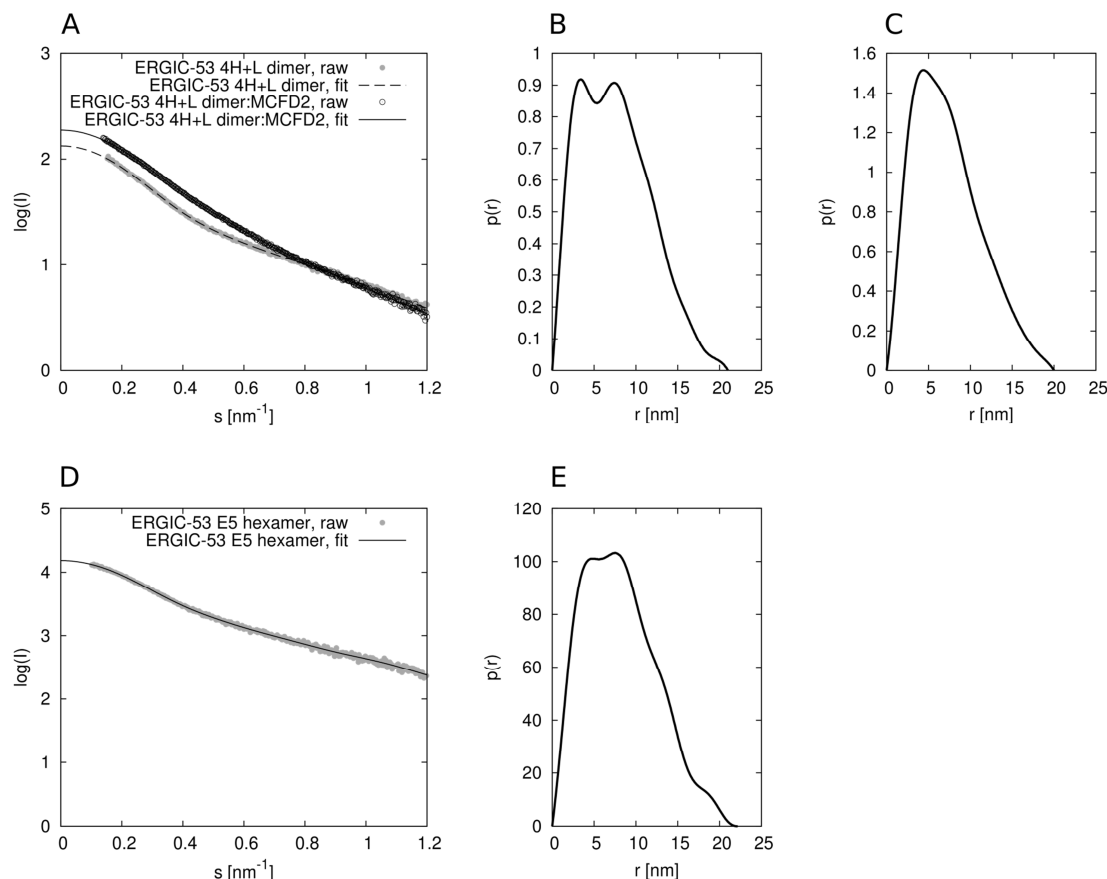 A
3
2
1
0
log(I)
ERGIC-53 4H+L dimer, raw
ERGIC-53 4H+L dimer, fit
ERGIC-53 4H+L dimer:MCFD2, raw
ERGIC-53 4H+L dimer:MCFD2, fit
0 0.2 0.4 0.6 0.8 1 1.2
s [nm-1]
B
1
0.9
0.8
0.7
0.6
0.5
0.4
0.3
0.2
0.1
0
p(r)
0 5 10 15 20 25
r [nm]
C
1.6
1.4
1.2
1
0.8
0.6
0.4
0.2
0
p(r)
0 5 10 15 20 25
r [nm]
D
5
4
3
2
1
0
log(I)
ERGIC-53 E5 hexamer, raw
ERGIC-53 E5 hexamer, fit
0 0.2 0.4 0.6 0.8 1 1.2
s [nm-1]
E
120
100
80
60
40
20
0
p(r)
0 5 10 15 20 25
r [nm]